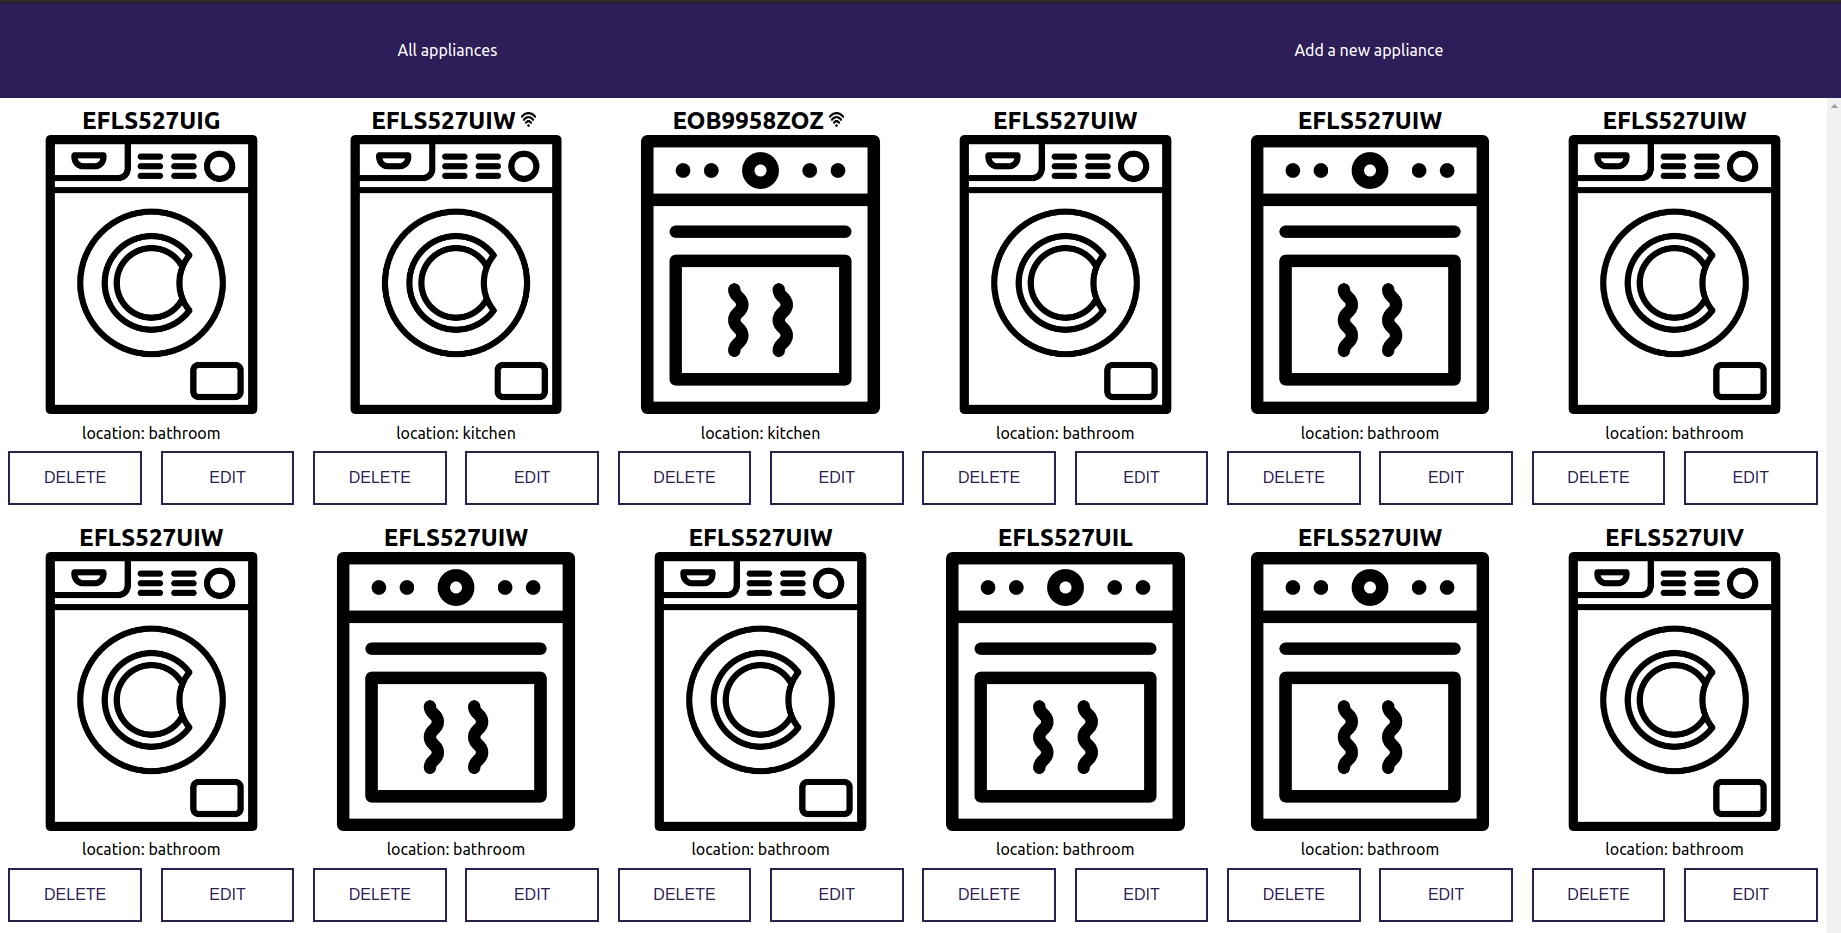 All appliances Add a new appliance
EFLS527UIG EFLS527UIW EOB9958ZOZ EFLS527UIW EFLS527UIW EFLS527UIW
location: bathroom location: kitchen location: kitchen location: bathroom location: bathroom location: bathroom
DELETE EDIT DELETE EDIT DELETE EDIT DELETE EDIT DELETE EDIT DELETE EDIT
EFLS527UIW EFLS527UIW EFLS527UIW EFLS527UIL EFLS527UIW EFLS527UIV
location: bathroom location: bathroom location: bathroom location: bathroom location: bathroom location: bathroom
DELETE EDIT DELETE EDIT DELETE EDIT DELETE EDIT DELETE EDIT DELETE EDIT